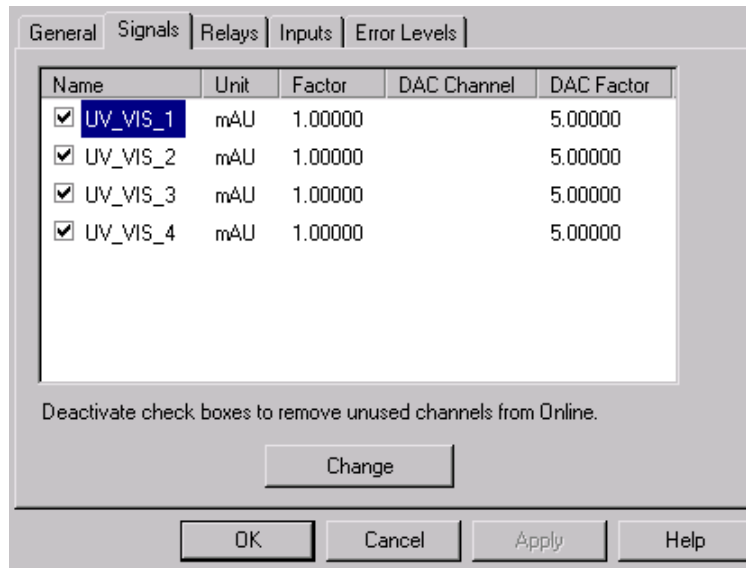 General Signals Relays Inputs Error Levels
Name Unit Factor DAC Channel DAC Factor
UV_VIS_1 mAU 1.00000 5.00000
UV_VIS_2 mAU 1.00000 5.00000
UV_VIS_3 mAU 1.00000 5.00000
UV_VIS_4 mAU 1.00000 5.00000
Deactivate check boxes to remove unused channels from Online.
Change
OK Cancel Apply Help